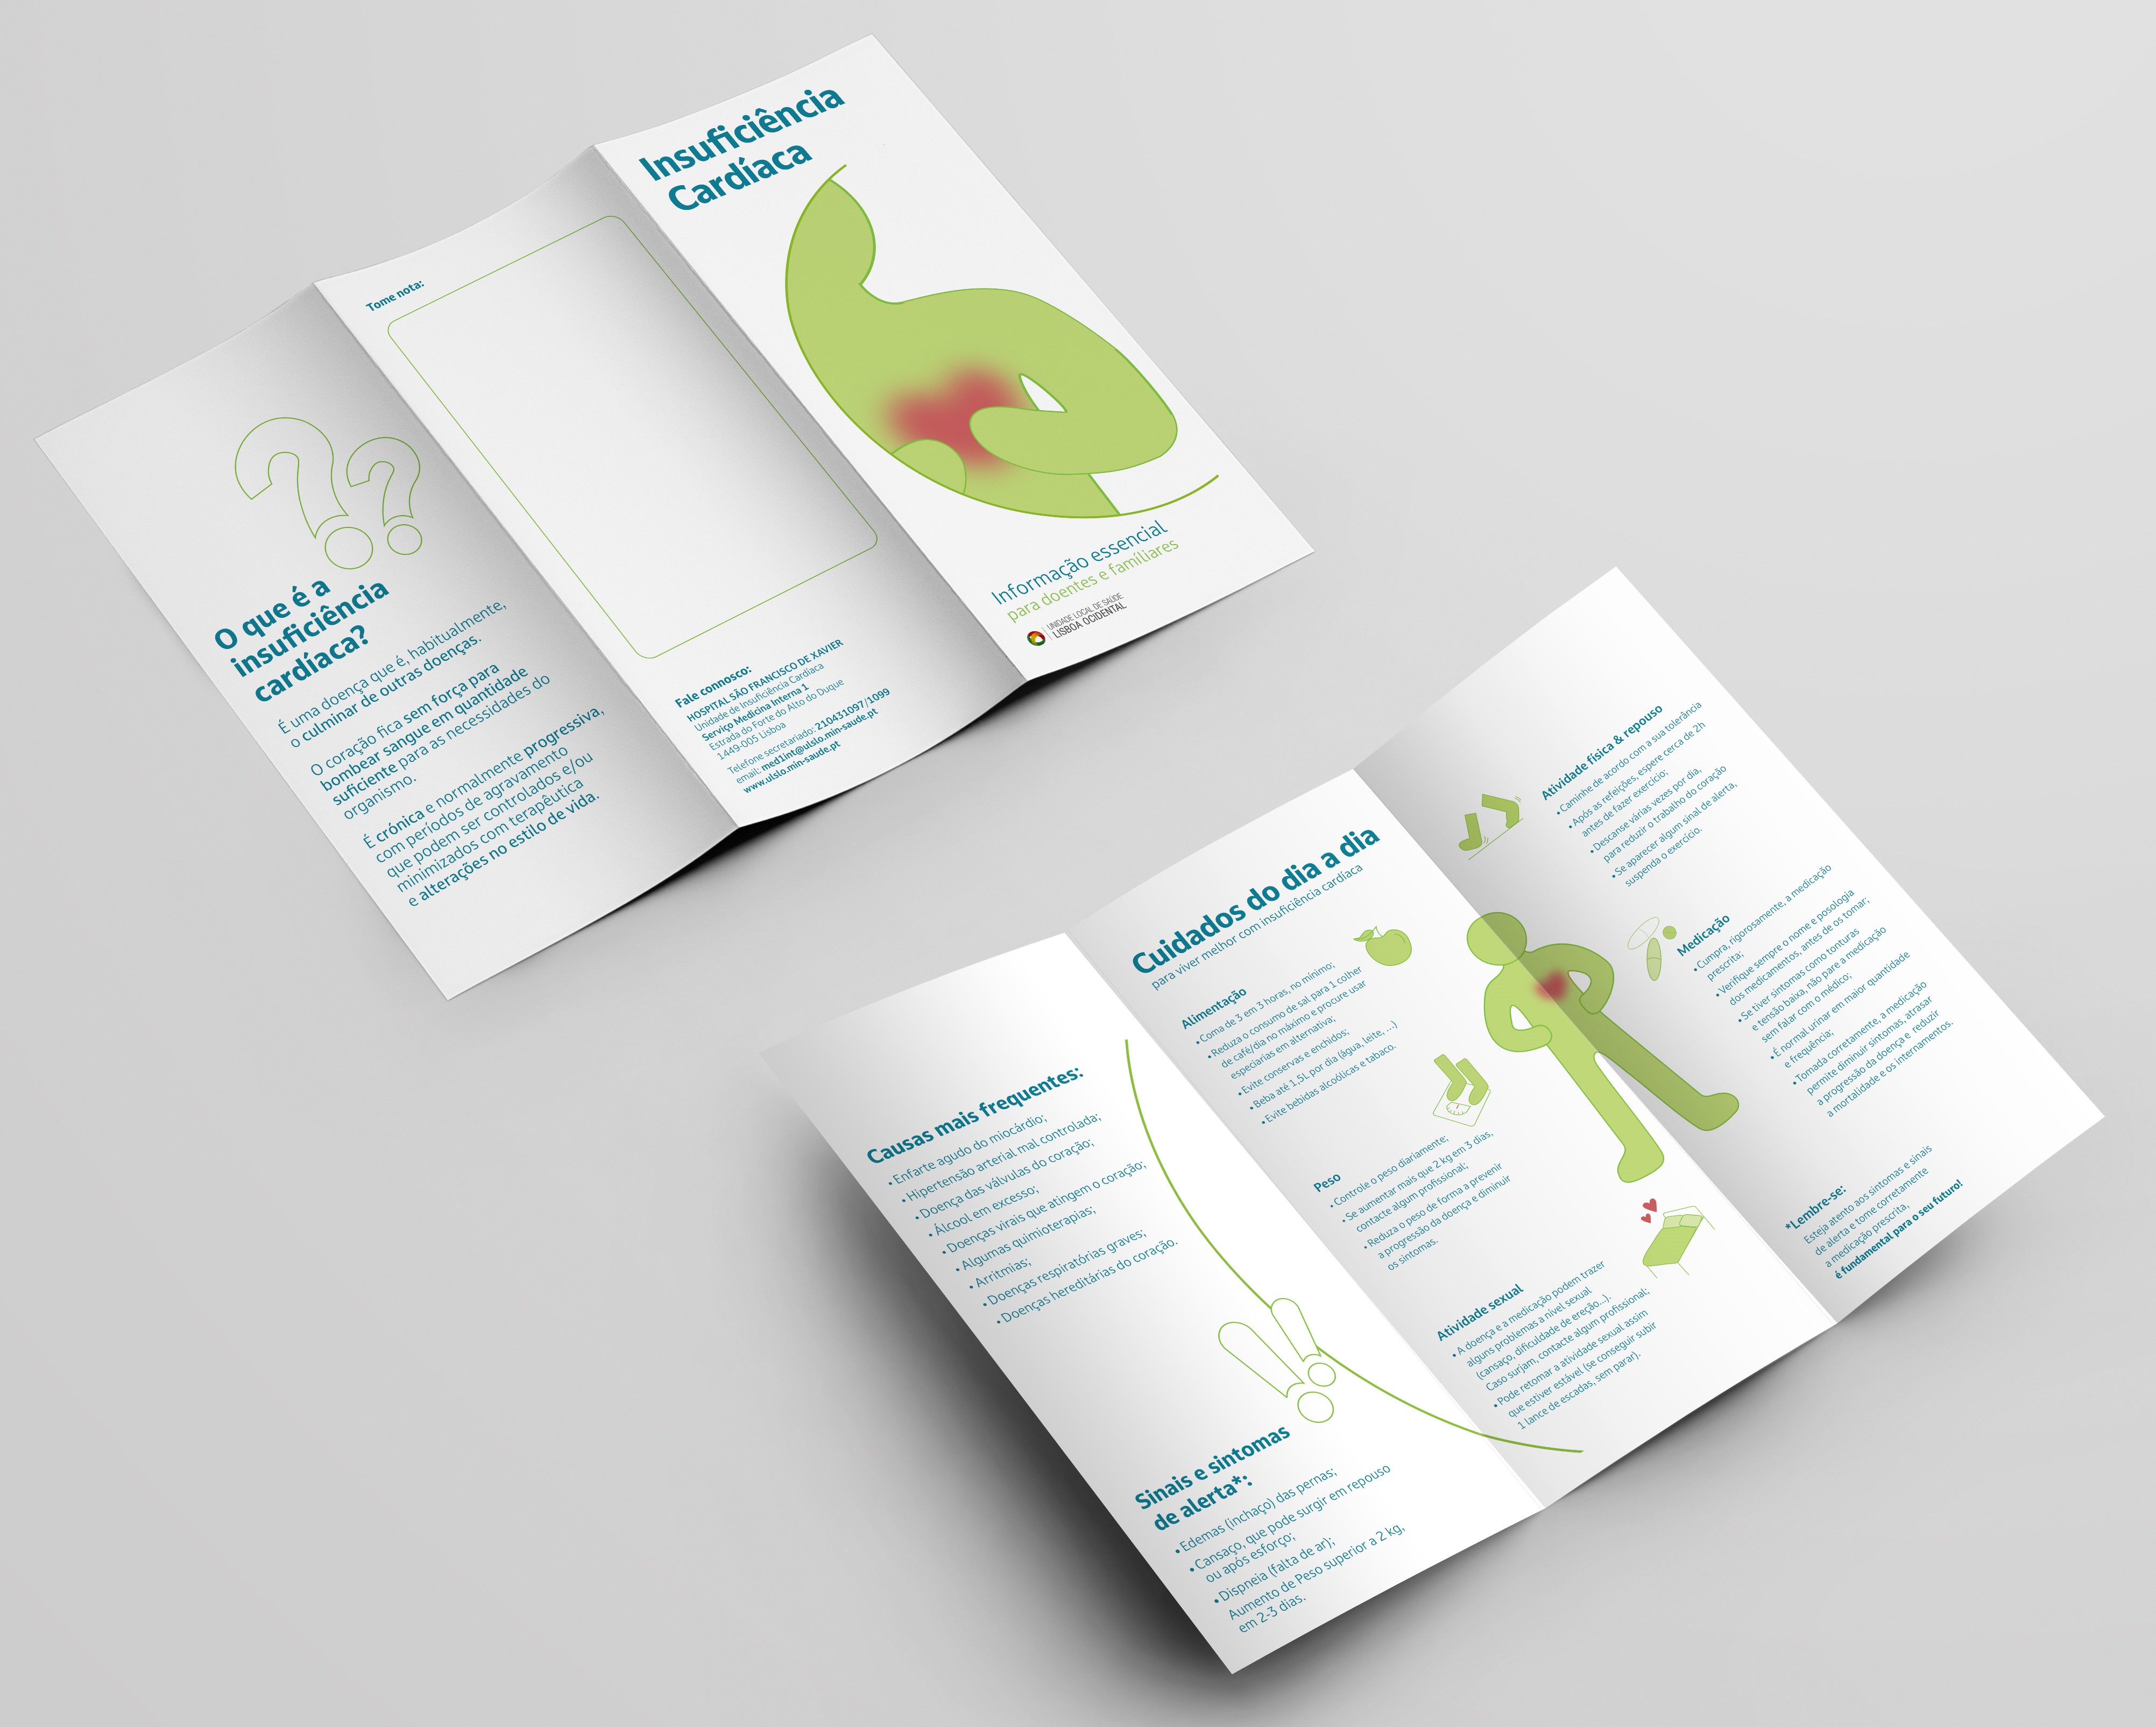 Insuficiência
Cardíaca
Informação essencial
para doentes e famíliares
UNIDADE LOCAL DE SAÚDE
LISBOA OCIDENTAL
Tome nota:
Fale connosco:
HOSPITAL SÃO FRANCISCO DE XAVIER
Unidade de Insuficiência Cardíaca
Serviço Medicina Interna 1
Estrada do Forte do Alto do Duque
1449-005 Lisboa
Telefone secretariado: 210431097/1099
email: med1int@ulslo.min-saude.pt
www.ulslo.min-saude.pt
??
O que é a
insuficiência
cardíaca?
É uma doença que é, habitualmente,
o culminar de outras doenças.
O coração fica sem força para
bombear sangue em quantidade
suficiente para as necessidades do
organismo.
É crónica e normalmente progressiva,
com períodos de agravamento
que podem ser controlados e/ou
minimizados com terapêutica
e alterações no estilo de vida.
Causas mais frequentes:
• Enfarte agudo do miocárdio;
• Hipertensão arterial mal controlada;
• Doença das válvulas do coração;
• Álcool em excesso;
• Doenças virais que atingem o coração;
• Algumas quimioterapias;
• Arritmias;
• Doenças respiratórias graves;
• Doenças hereditárias do coração.
!!
Sinais e sintomas
de alerta*:
• Edemas (inchaço) das pernas;
• Cansaço, que pode surgir em repouso
ou após esforço;
• Dispneia (falta de ar);
Aumento de Peso superior a 2 kg,
em 2-3 dias.
Cuidados do dia a dia
para viver melhor com insuficiência cardíaca
Alimentação
• Coma de 3 em 3 horas, no mínimo;
• Reduza o consumo de sal para 1 colher
de café/dia no máximo e procure usar
especiarias em alternativa;
• Evite conservas e enchidos;
• Beba até 1,5L por dia (água, leite, ...)
• Evite bebidas alcoólicas e tabaco.
Peso
• Controle o peso diariamente;
• Se aumentar mais que 2 kg em 3 dias,
contacte algum profissional;
• Reduza o peso de forma a prevenir
a progressão da doença e diminuir
os sintomas.
Atividade sexual
• A doença e a medicação podem trazer
alguns problemas a nível sexual
(cansaço, dificuldade de ereção...).
Caso surjam, contacte algum profissional;
• Pode retomar a atividade sexual assim
que estiver estável (se conseguir subir
1 lance de escadas, sem parar).
Atividade física & repouso
• Caminhe de acordo com a sua tolerância
• Após as refeições, espere cerca de 2h
antes de fazer exercício;
• Descanse várias vezes por dia,
para reduzir o trabalho do coração
• Se aparecer algum sinal de alerta,
suspenda o exercício.
Medicação
• Cumpra, rigorosamente, a medicação
prescrita;
• Verifique sempre o nome e posologia
dos medicamentos, antes de os tomar;
• Se tiver sintomas como tonturas
e tensão baixa, não pare a medicação
sem falar com o médico;
• É normal urinar em maior quantidade
e frequência;
• Tomada corretamente, a medicação
permite diminuir sintomas, atrasar
a progressão da doença e reduzir
a mortalidade e os internamentos.
*Lembre-se:
Esteja atento aos sintomas e sinais
de alerta e tome corretamente
a medicação prescrita,
é fundamental para o seu futuro!